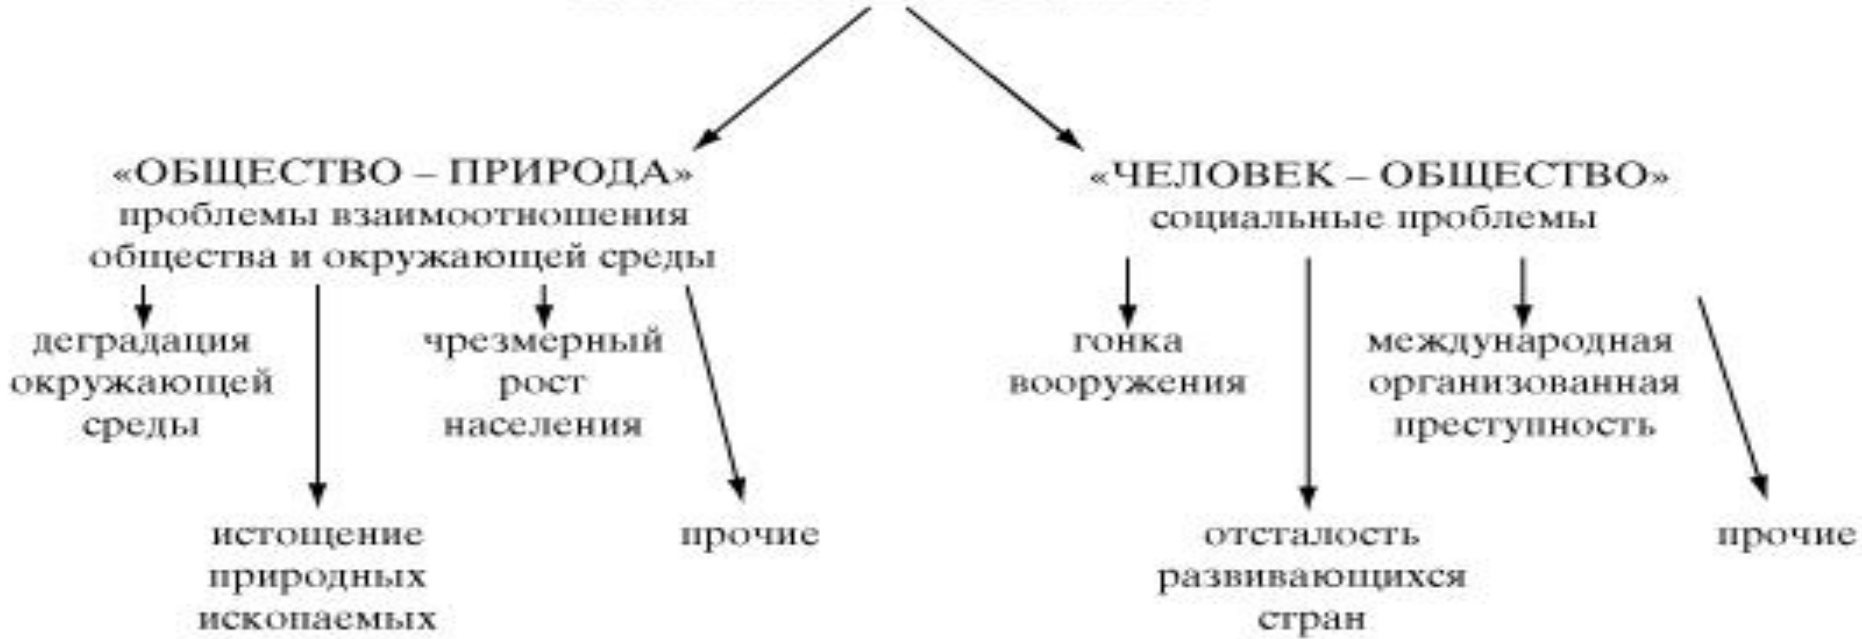 «ОБЩЕСТВО – ПРИРОДА»
проблемы взаимоотношения
общества и окружающей среды
деградация
окружающей
среды
истощение
природных
ископаемых
чрезмерный
рост
населения
прочие
«ЧЕЛОВЕК – ОБЩЕСТВО»
социальные проблемы
гонка
вооружения
отсталость
развивающихся
стран
международная
организованная
преступность
прочие